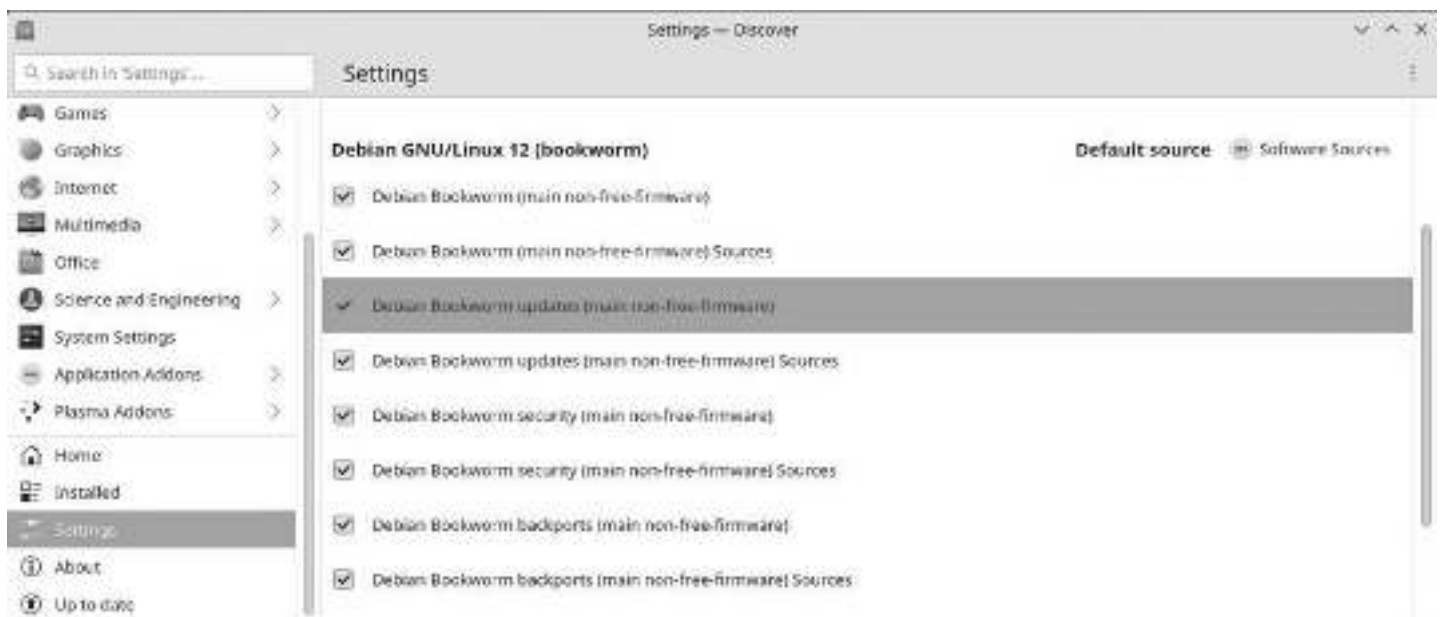 Settings — Discover
Search in 'Settings'...
Settings
Games
Graphics
Internet
Multimedia
Office
Science and Engineering
System Settings
Application Addons
Plasma Addons
Home
Installed
Settings
About
Up to date
Debian GNU/Linux 12 (bookworm)
Default source
Software Sources
Debian Bookworm (main non-free-firmware)
Debian Bookworm (main non-free-firmware) Sources
Debian Bookworm updates (main non-free-firmware)
Debian Bookworm updates (main non-free-firmware) Sources
Debian Bookworm security (main non-free-firmware)
Debian Bookworm security (main non-free-firmware) Sources
Debian Bookworm backports (main non-free-firmware)
Debian Bookworm backports (main non-free-firmware) Sources